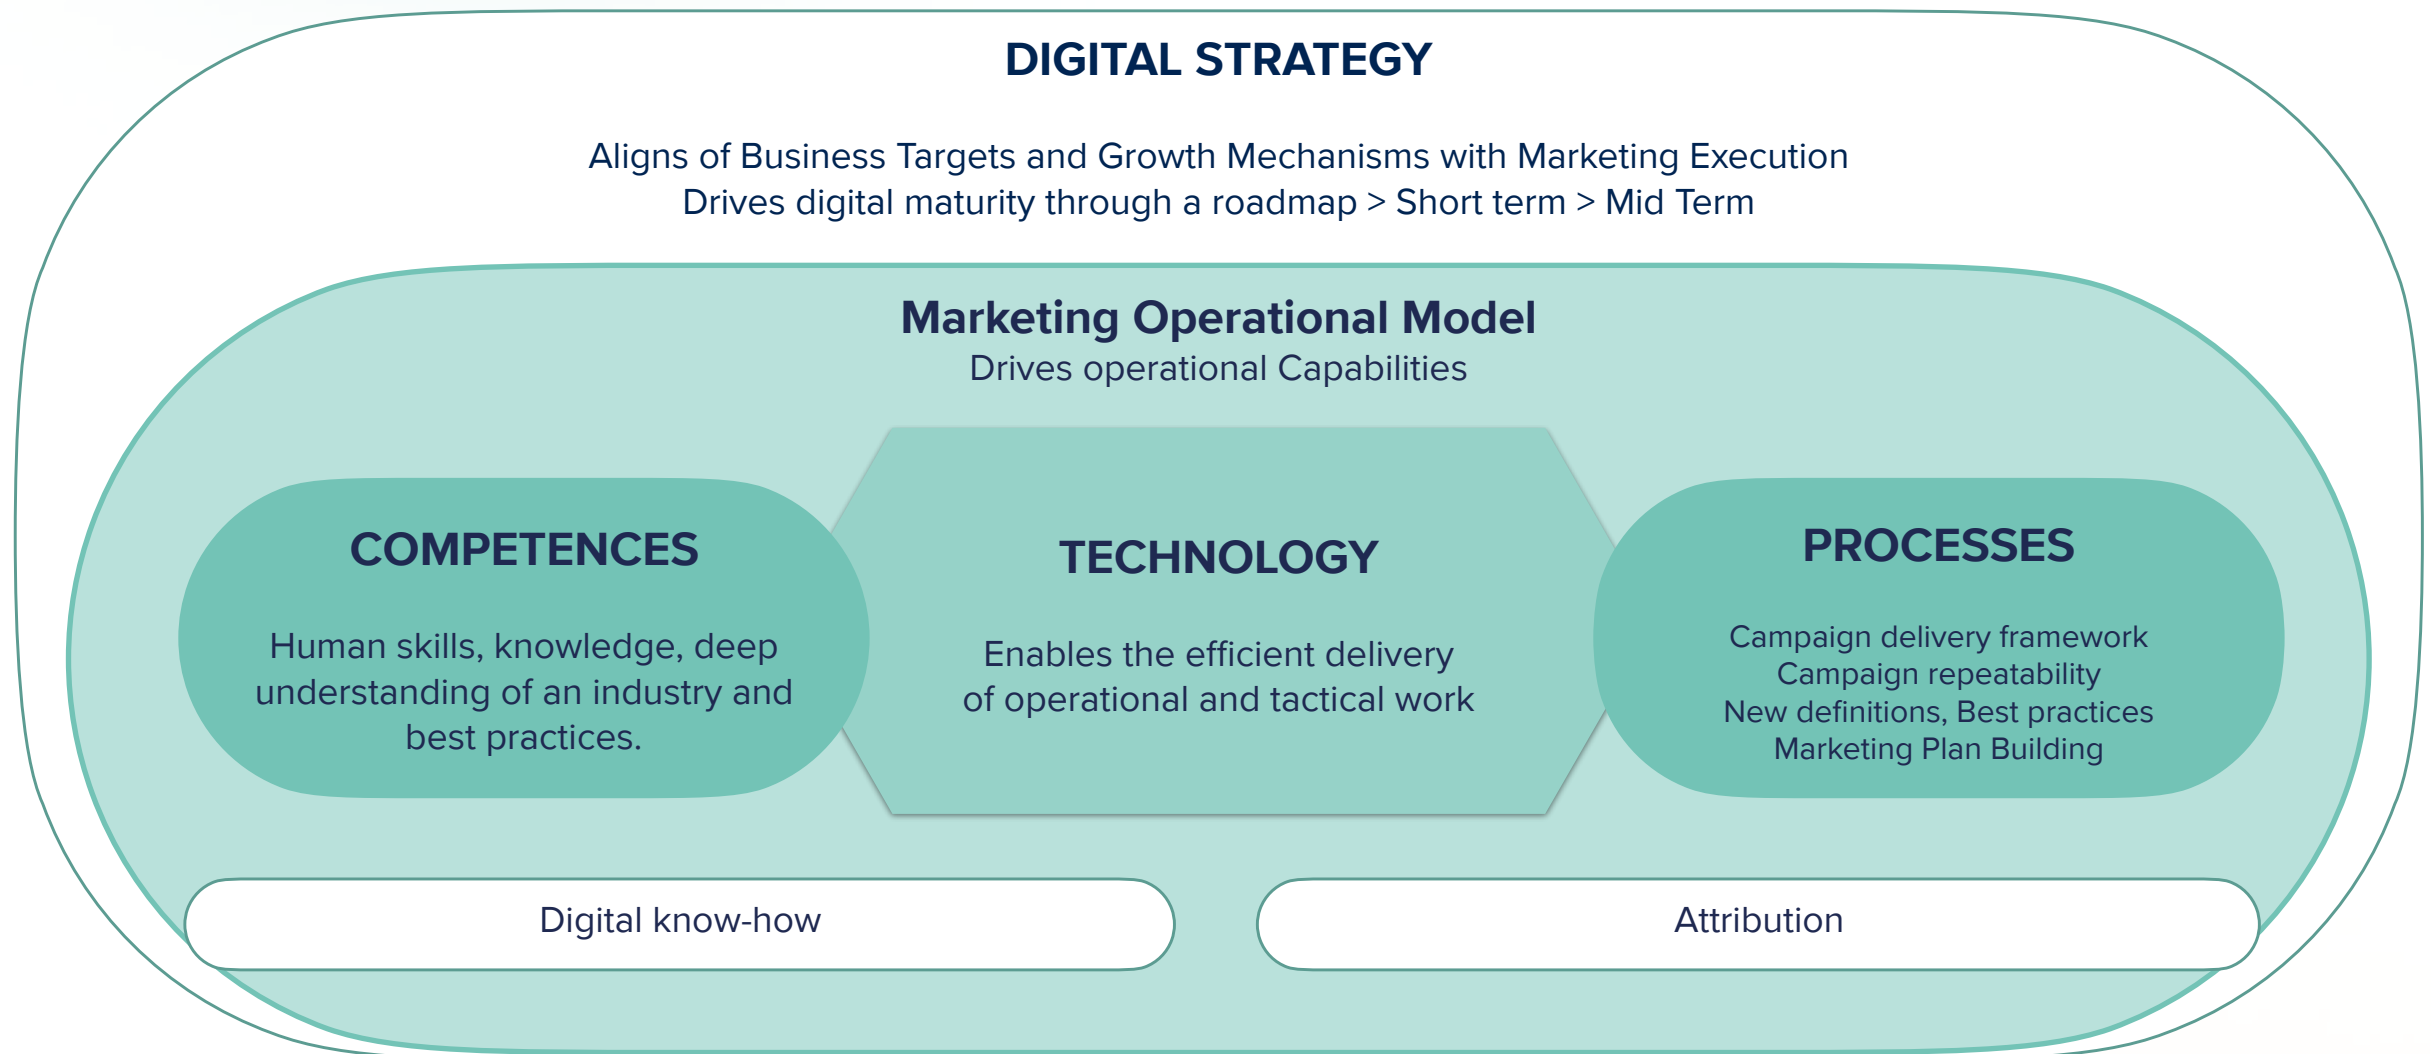 DIGITAL STRATEGY
Aligns of Business Targets and Growth Mechanisms with Marketing Execution
Drives digital maturity through a roadmap > Short term > Mid Term
Marketing Operational Model
Drives operational Capabilities
COMPETENCES
Human skills, knowledge, deep
understanding of an industry and
best practices.
TECHNOLOGY
Enables the efficient delivery
of operational and tactical work
PROCESSES
Campaign delivery framework
Campaign repeatability
New definitions, Best practices
Marketing Plan Building
Digital know-how
Attribution